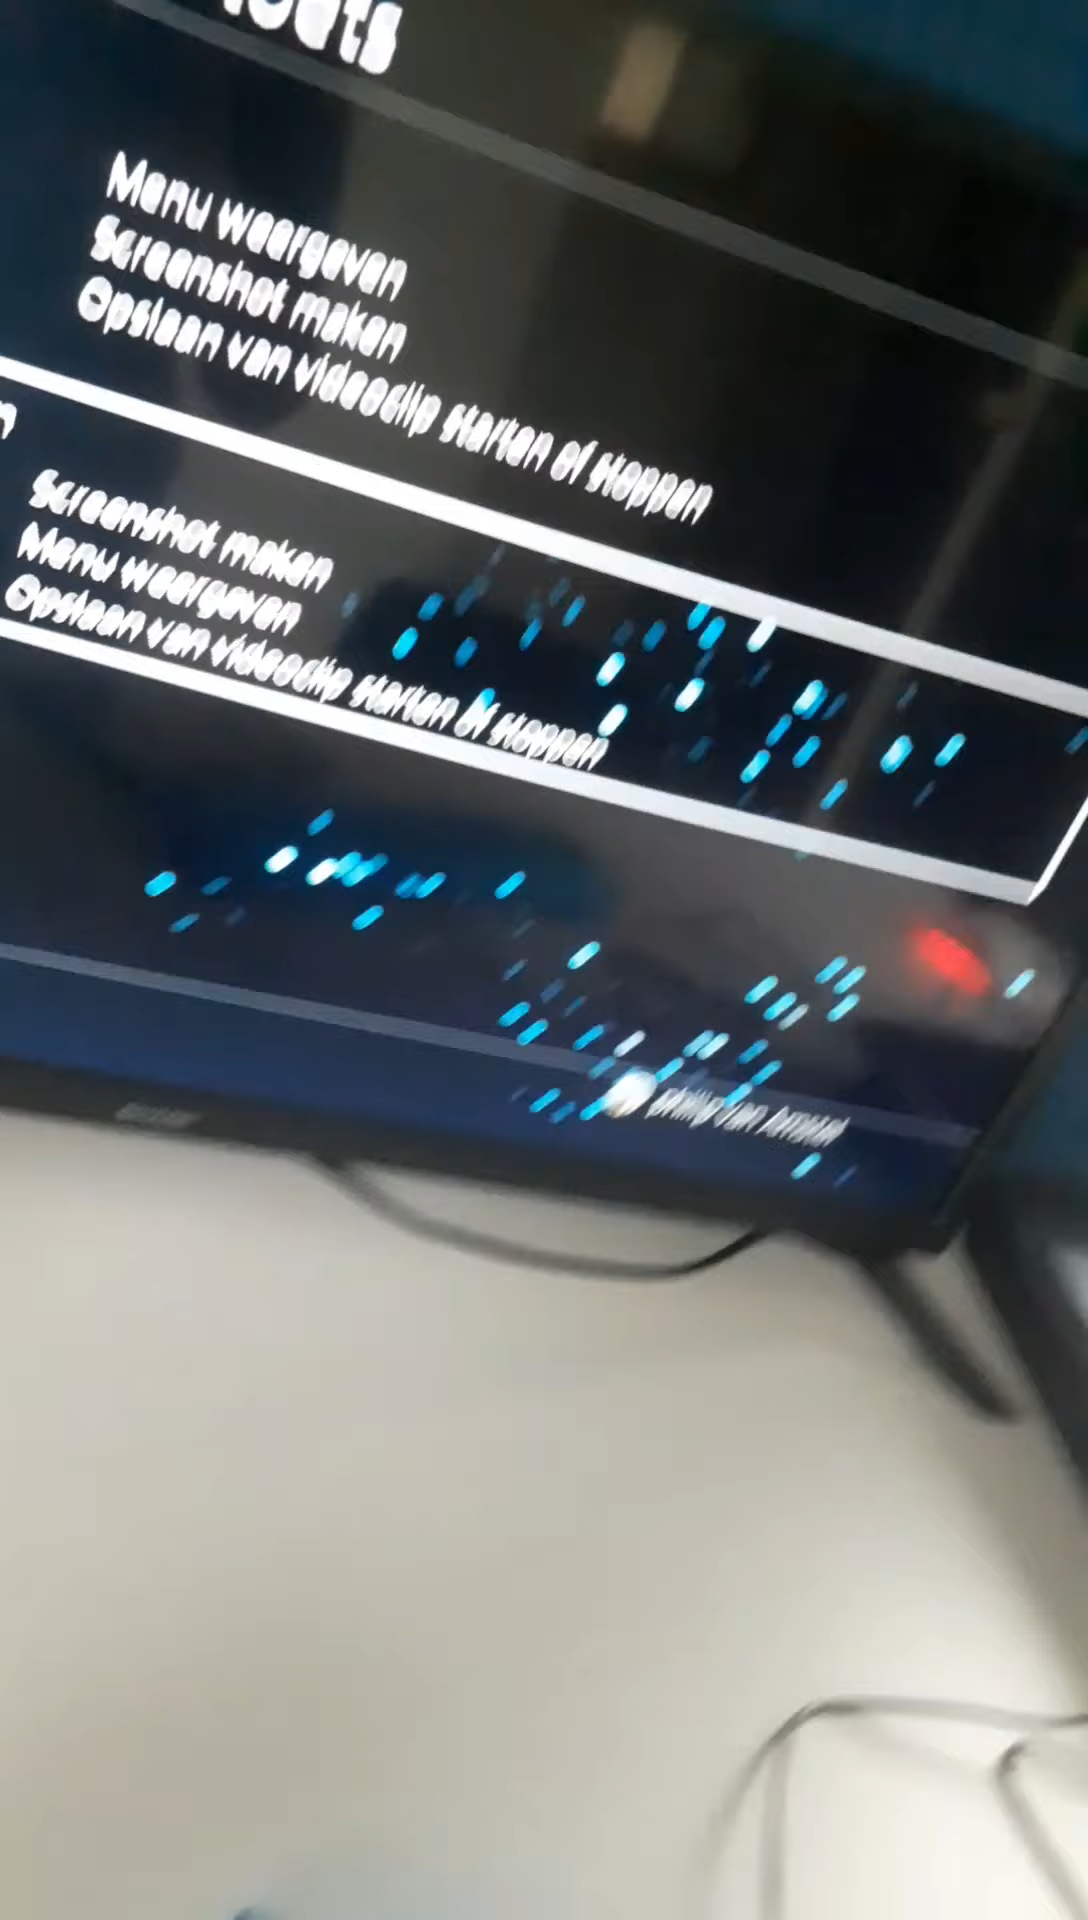 Menu weergeven
Screenshot maken
Opslaan van videoclip starten of stoppen
Screenshot maken
Menu weergeven
Opslaan van videoclip starten of stoppen